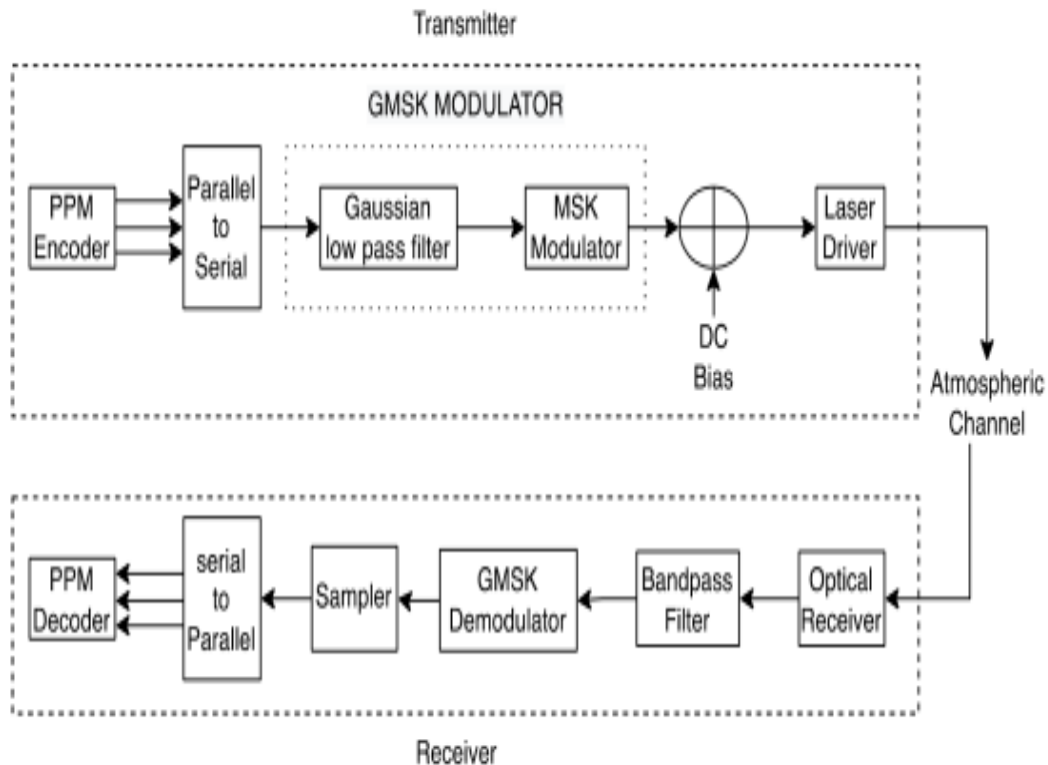 Transmitter
GMSK MODULATOR
PPM
Encoder
Parallel
to
Serial
Gaussian
low pass filter
MSK
Modulator
DC
Bias
Laser
Driver
Atmospheric
Channel
PPM
Decoder
serial
to
Parallel
Sampler
GMSK
Demodulator
Bandpass
Filter
Optical
Receiver
Receiver